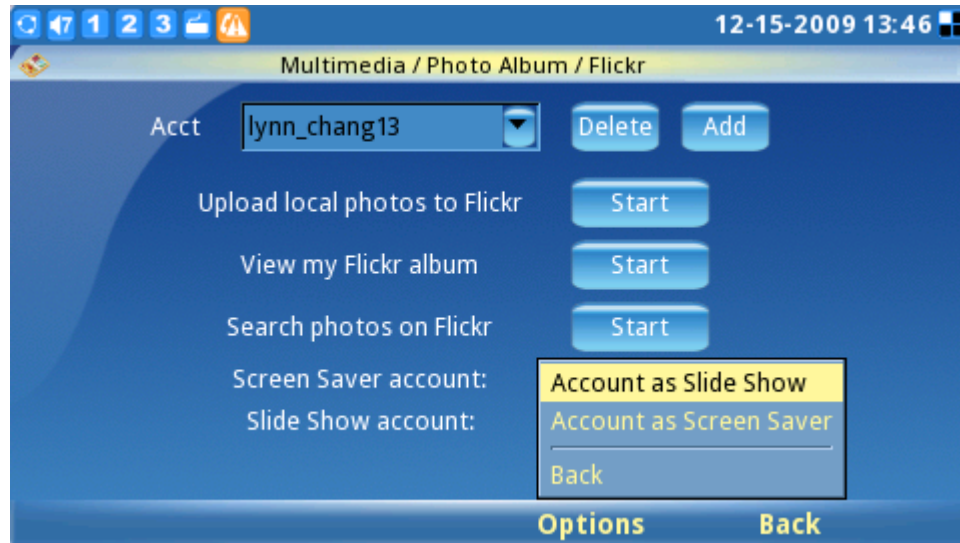 7 1 2 3 12-15-2009 13:46
Multimedia / Photo Album / Flickr
Acct lynn_chang13 Delete Add
Upload local photos to Flickr Start
View my Flickr album Start
Search photos on Flickr Start
Screen Saver account:
Slide Show account:
Account as Slide Show
Account as Screen Saver
Back
Options Back